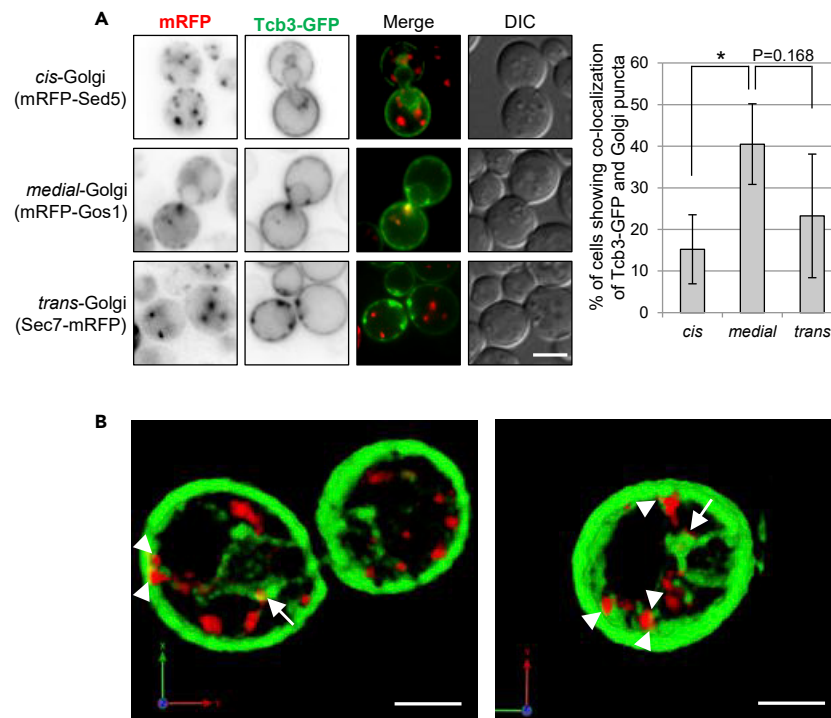 A
mRFP Tcb3-GFP Merge DIC
cis-Golgi
(mRFP-Sed5)
medial-Golgi
(mRFP-Gos1)
trans-Golgi
(Sec7-mRFP)
% of cells showing co-localization
of Tcb3-GFP and Golgi puncta
* P=0.168
60
50
40
30
20
10
0
cis medial trans
B